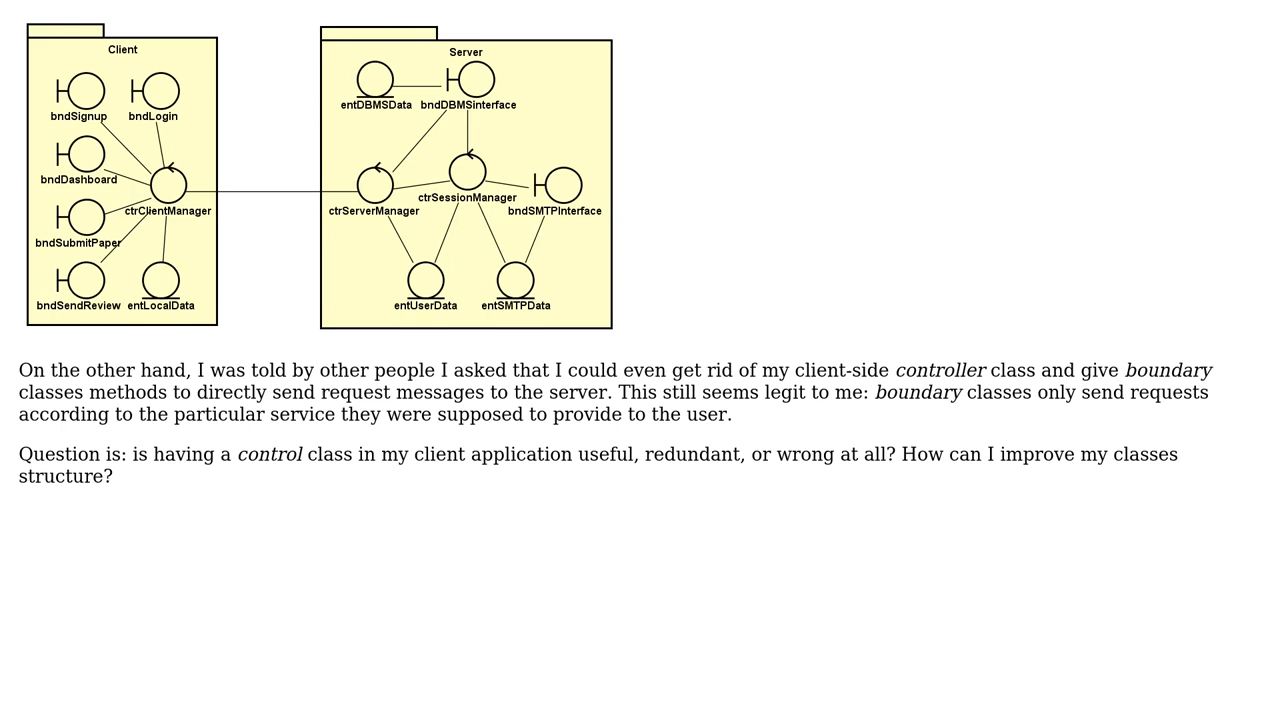 Client
Server
bndSignup
bndLogin
entDBMSData
bndDBMSinterface
bndDashboard
ctrClientManager
ctrServerManager
ctrSessionManager
bndSMTPInterface
bndSubmitPaper
bndSendReview
entLocalData
entUserData
entSMTPData
On the other hand, I was told by other people I asked that I could even get rid of my client-side controller class and give boundary
classes methods to directly send request messages to the server. This still seems legit to me: boundary classes only send requests
according to the particular service they were supposed to provide to the user.
Question is: is having a control class in my client application useful, redundant, or wrong at all? How can I improve my classes
structure?